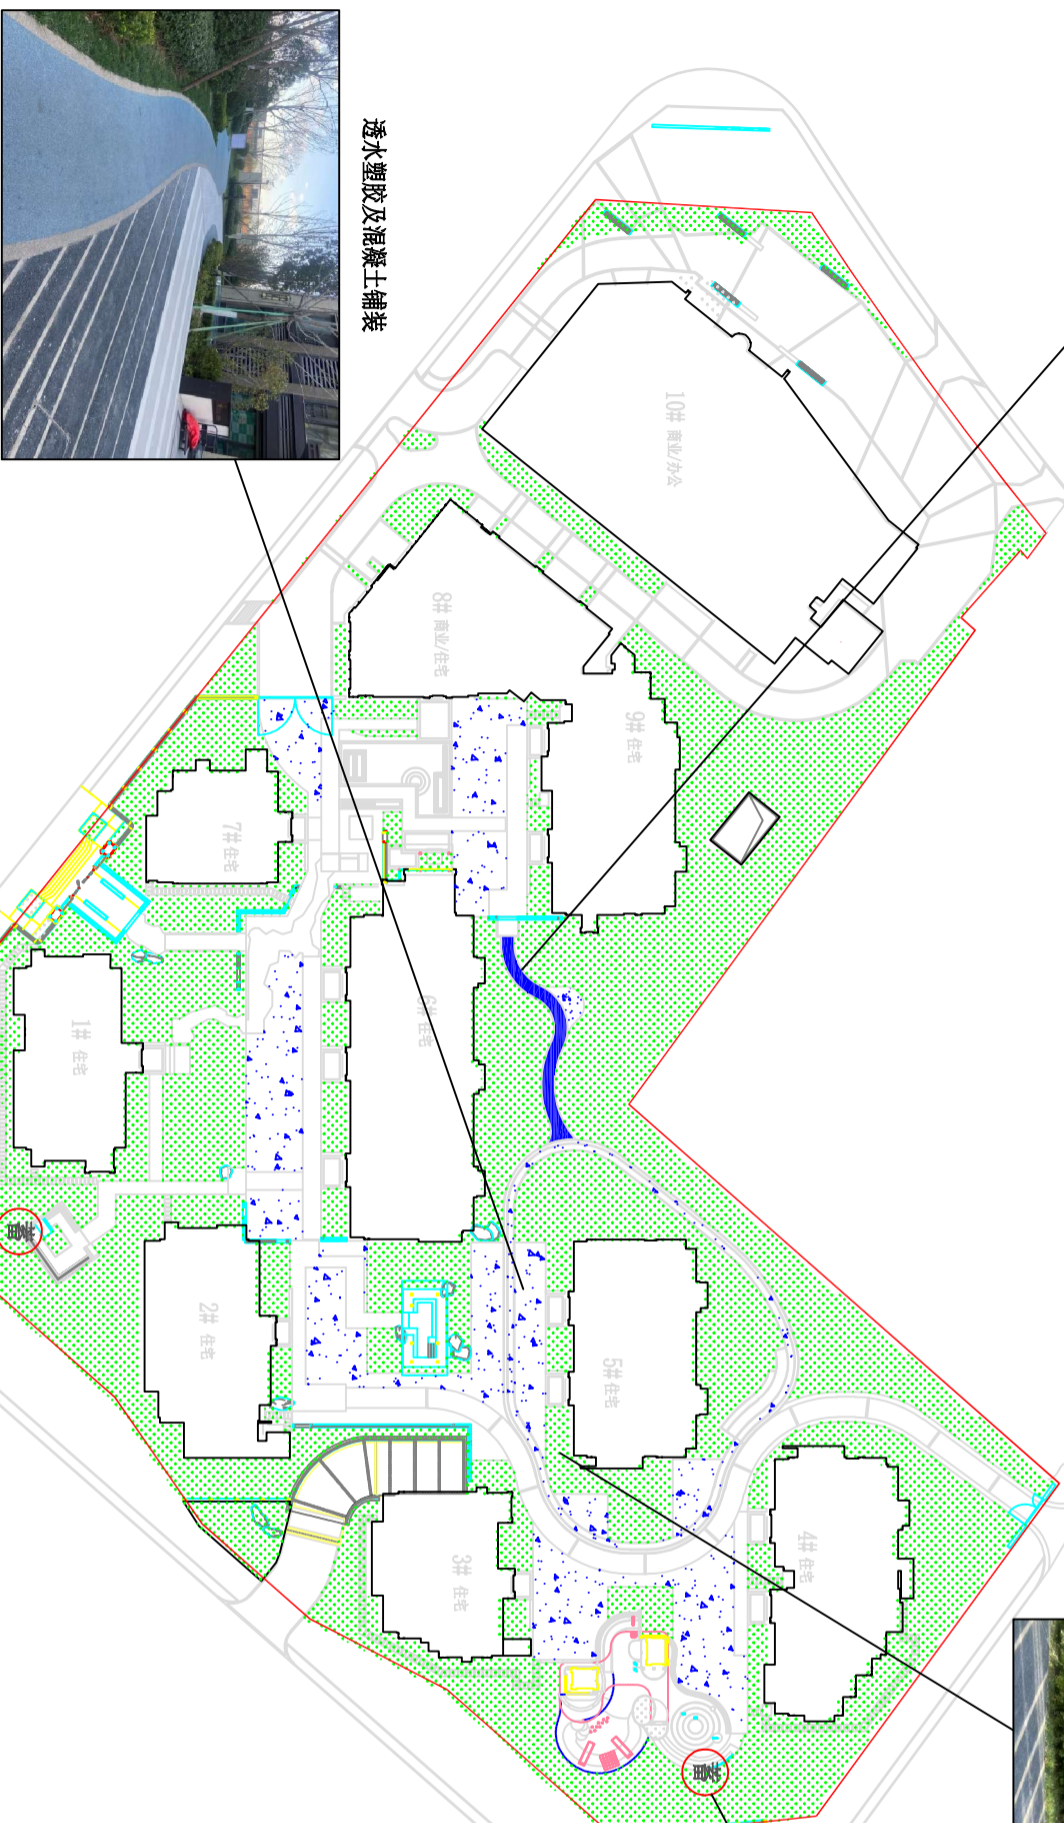 透水塑胶及混凝土铺装
10# 商业/办公
8# 商业/住宅
9# 住宅
7# 住宅
6# 住宅
1# 住宅
蓄
2# 住宅
5# 住宅
4# 住宅
3# 住宅
蓄